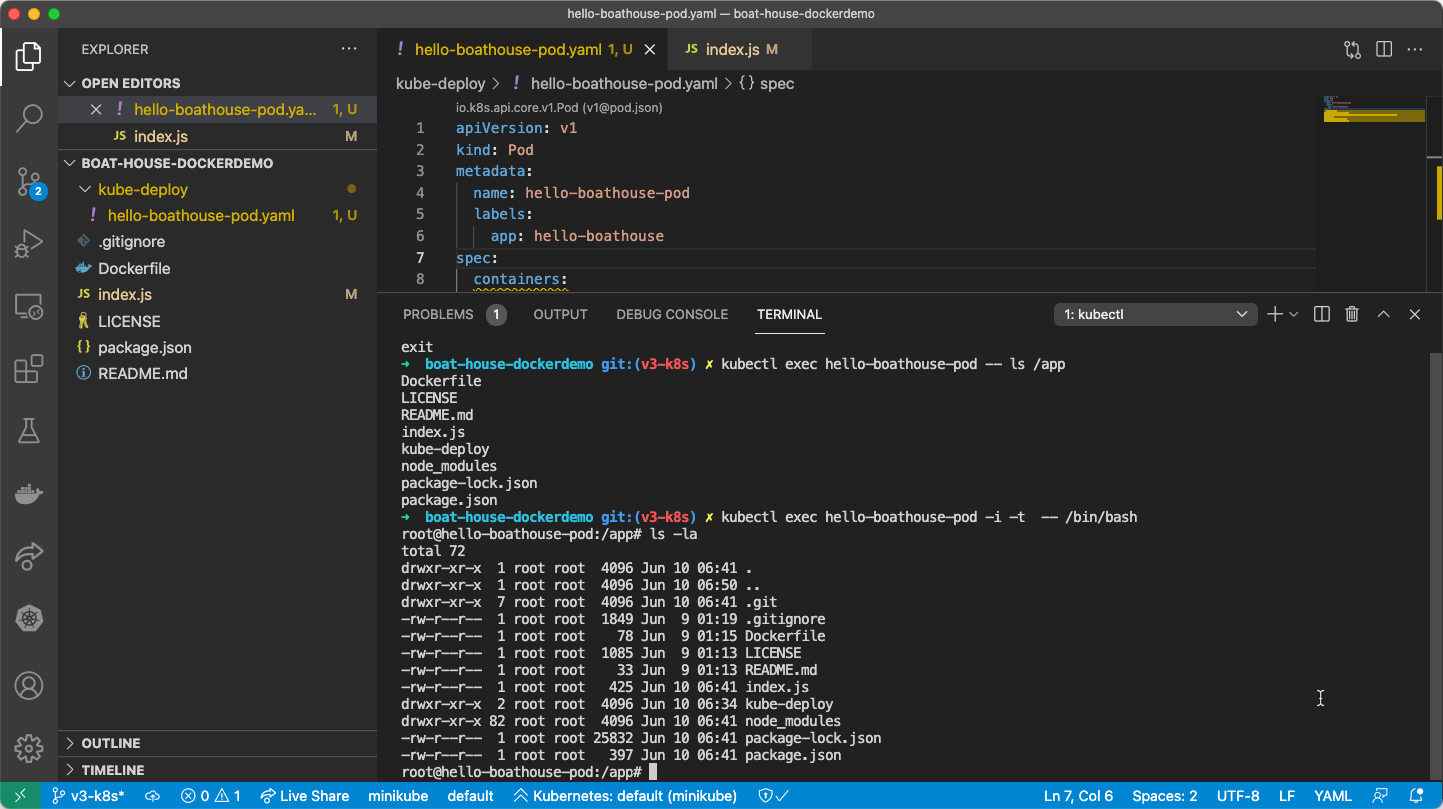 hello-boathouse-pod.yaml — boat-house-dockerdemo
EXPLORER
OPEN EDITORS
hello-boathouse-pod.ya... 1, U
JS index.js M
BOAT-HOUSE-DOCKERDEMO
kube-deploy
! hello-boathouse-pod.yaml 1, U
.gitignore
Dockerfile
JS index.js M
LICENSE
{} package.json
README.md
OUTLINE
TIMELINE
2
! hello-boathouse-pod.yaml 1, U
JS index.js M
kube-deploy > ! hello-boathouse-pod.yaml > {} spec
io.k8s.api.core.v1.Pod (v1@pod.json)
1 apiVersion: v1
2 kind: Pod
3 metadata:
4 name: hello-boathouse-pod
5 labels:
6 app: hello-boathouse
7 spec:
8 containers:
PROBLEMS 1 OUTPUT DEBUG CONSOLE TERMINAL 1: kubectl
exit
→ boat-house-dockerdemo git:(v3-k8s) ✗ kubectl exec hello-boathouse-pod -- ls /app
Dockerfile
LICENSE
README.md
index.js
kube-deploy
node_modules
package-lock.json
package.json
→ boat-house-dockerdemo git:(v3-k8s) ✗ kubectl exec hello-boathouse-pod -i -t  -- /bin/bash
root@hello-boathouse-pod:/app# ls -la
total 72
drwxr-xr-x  1 root root  4096 Jun 10 06:41 .
drwxr-xr-x  1 root root  4096 Jun 10 06:50 ..
drwxr-xr-x  7 root root  4096 Jun 10 06:41 .git
-rw-r--r--  1 root root  1849 Jun  9 01:19 .gitignore
-rw-r--r--  1 root root    78 Jun  9 01:15 Dockerfile
-rw-r--r--  1 root root  1085 Jun  9 01:13 LICENSE
-rw-r--r--  1 root root    33 Jun  9 01:13 README.md
-rw-r--r--  1 root root   425 Jun 10 06:41 index.js
drwxr-xr-x  2 root root  4096 Jun 10 06:34 kube-deploy
drwxr-xr-x 82 root root  4096 Jun 10 06:41 node_modules
-rw-r--r--  1 root root 25832 Jun 10 06:41 package-lock.json
-rw-r--r--  1 root root   397 Jun 10 06:41 package.json
root@hello-boathouse-pod:/app#
v3-k8s* 0 1 Live Share minikube default Kubernetes: default (minikube) Ln 7, Col 6 Spaces: 2 UTF-8 LF YAML